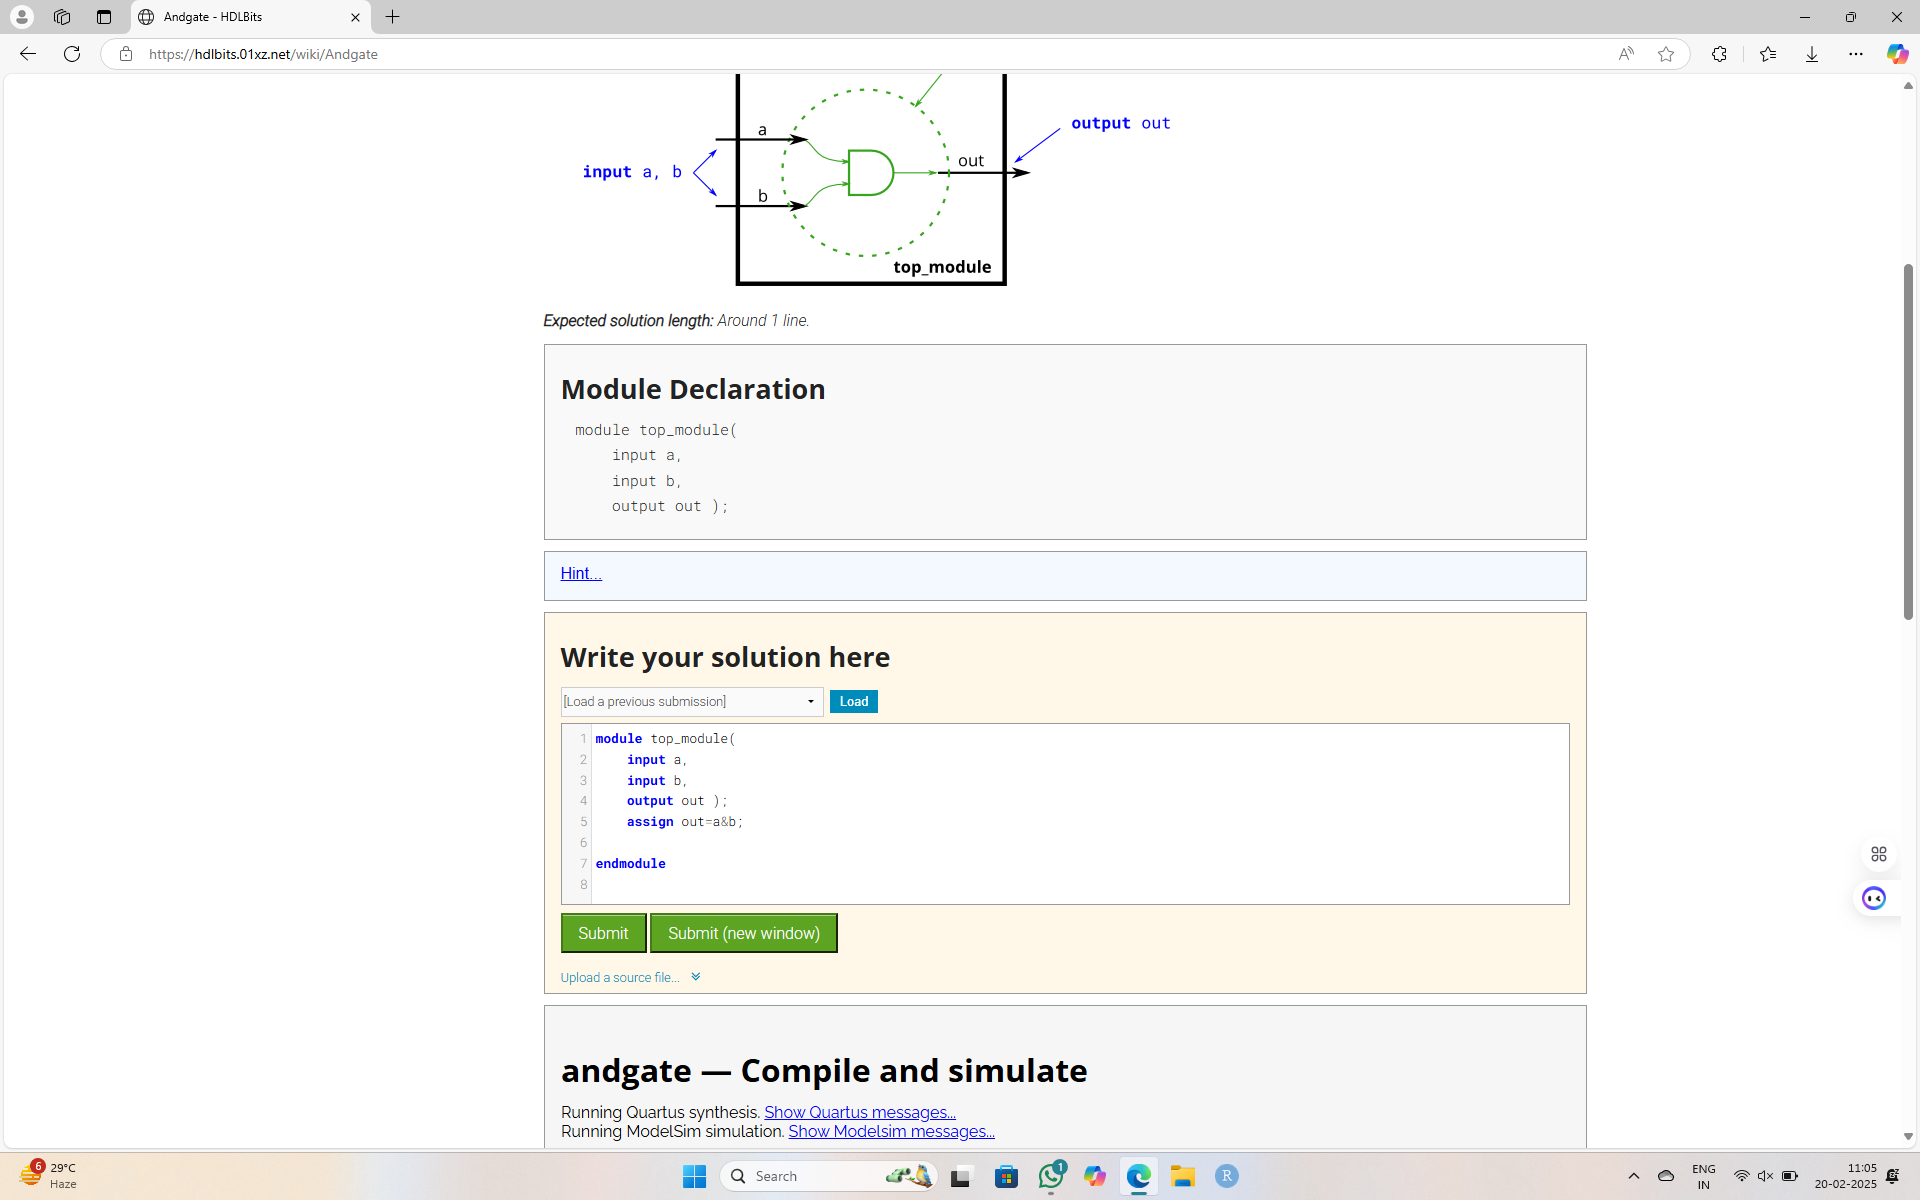 Andgate - HDLBits
https://hdlbits.01xz.net/wiki/Andgate
output out
a
out
input a, b
b
top_module
Expected solution length: Around 1 line.
Module Declaration
module top_module(
input a,
input b,
output out );
Hint...
Write your solution here
[Load a previous submission]
Load
1 module top_module(
2 input a,
3 input b,
4 output out );
5 assign out=a&b;
6
7 endmodule
8
Submit
Submit (new window)
Upload a source file...
andgate — Compile and simulate
Running Quartus synthesis. Show Quartus messages...
Running ModelSim simulation. Show Modelsim messages...
6
29°C
Haze
Search
1
R
ENG
IN
11:05
20-02-2025